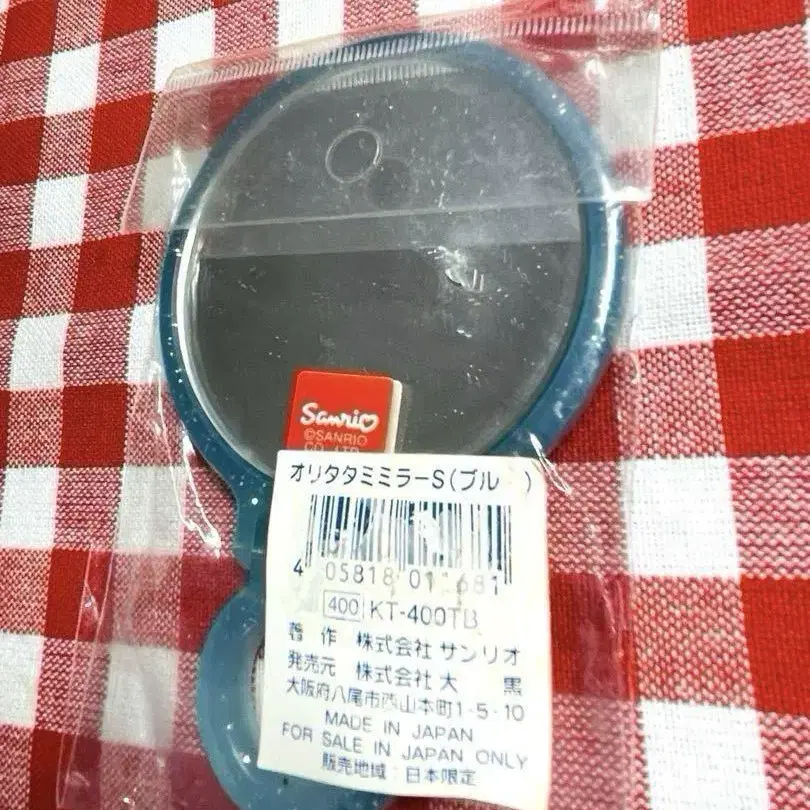 Sanrio
©SANRIO
CO., LTD.
オリタタミミラーS(ブル )
4 05818 011681
400 KT-400TB
著 作 株式会社 サンリオ
発売元 株式会社 大 黒
大阪府八尾市西山本町1-5-10
MADE IN JAPAN
FOR SALE IN JAPAN ONLY
販売地域：日本限定